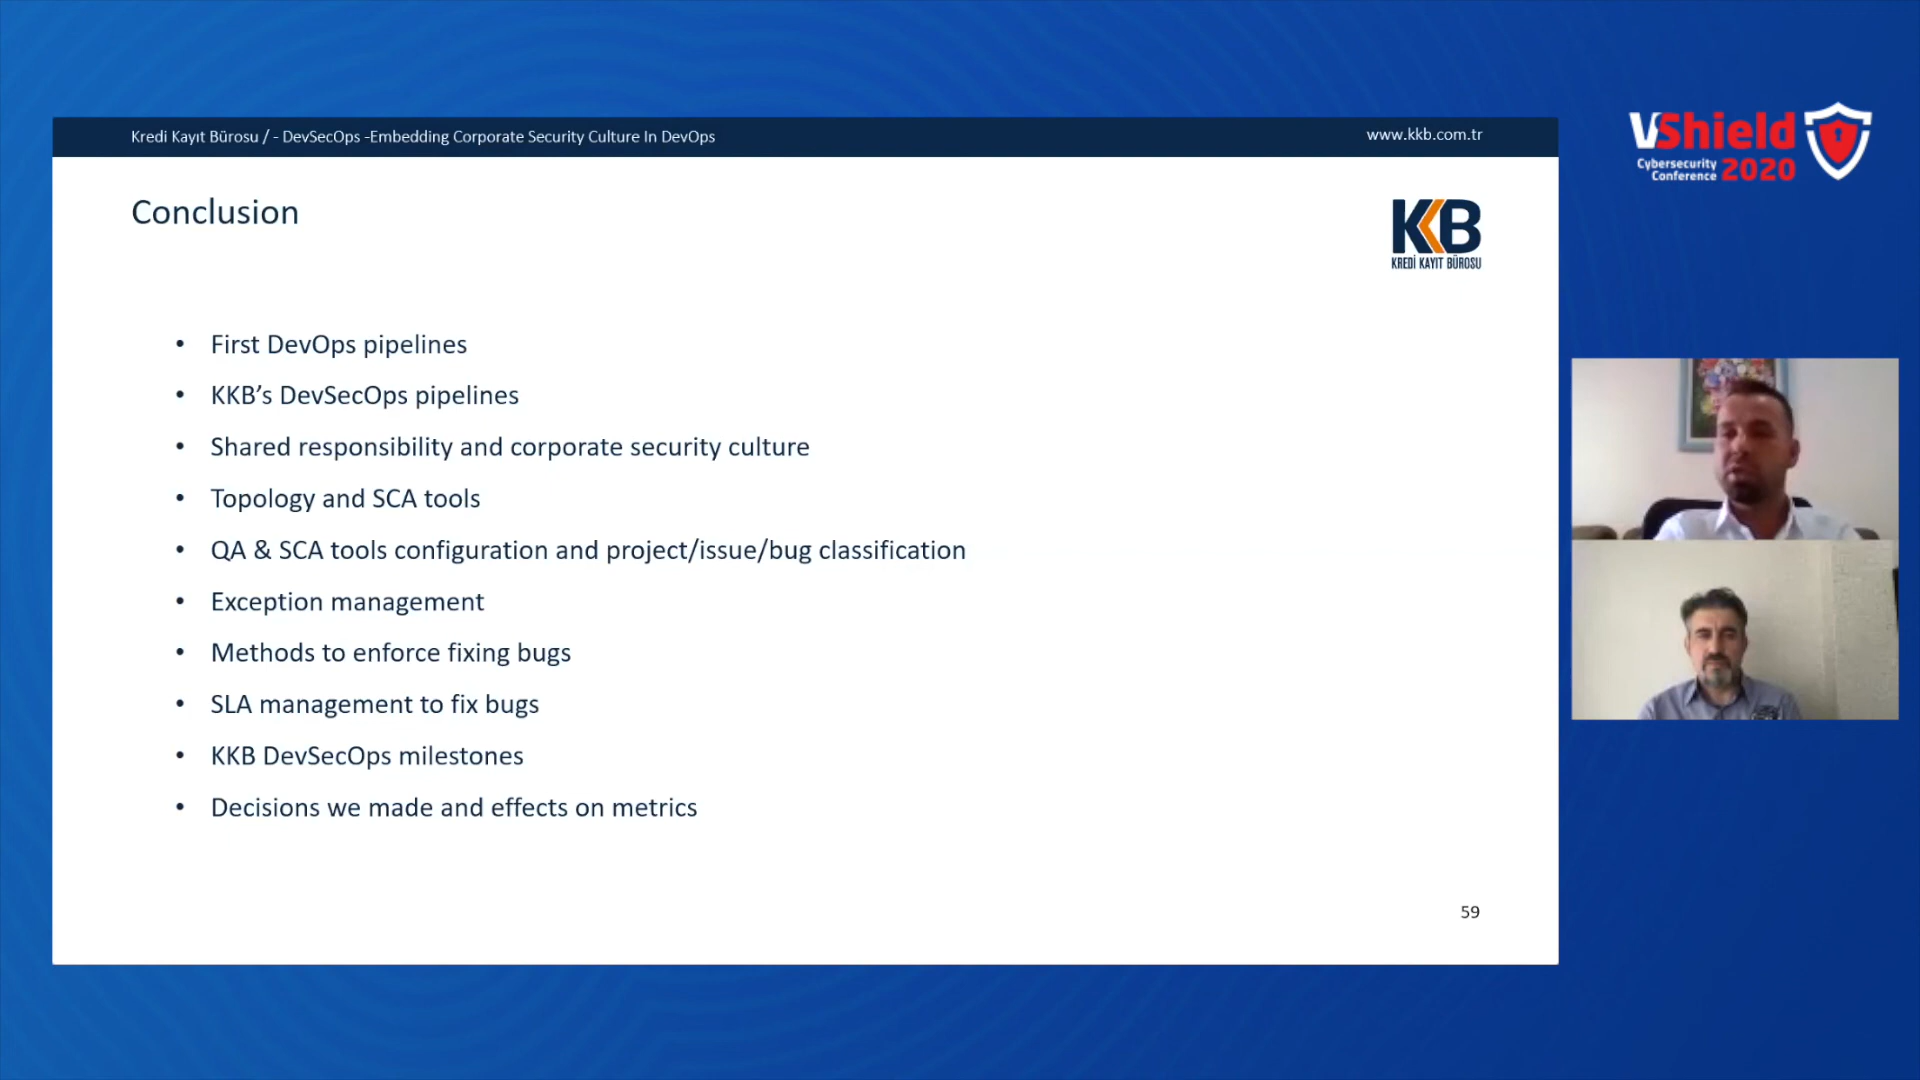 Kredi Kayıt Bürosu / - DevSecOps -Embedding Corporate Security Culture In DevOps
www.kkb.com.tr
VShield
Cybersecurity
Conference 2020
Conclusion
KKB
KREDİ KAYIT BÜROSU
• First DevOps pipelines
• KKB’s DevSecOps pipelines
• Shared responsibility and corporate security culture
• Topology and SCA tools
• QA & SCA tools configuration and project/issue/bug classification
• Exception management
• Methods to enforce fixing bugs
• SLA management to fix bugs
• KKB DevSecOps milestones
• Decisions we made and effects on metrics
59